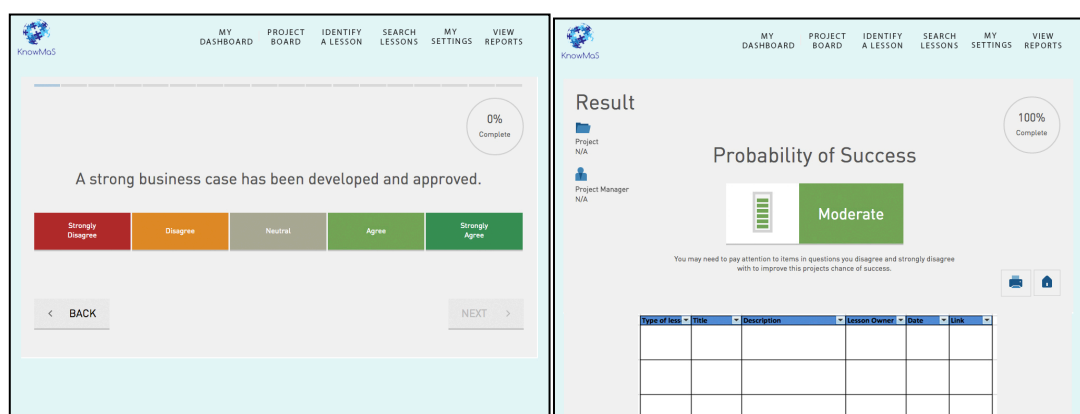 KnowMaS
MY DASHBOARD
PROJECT BOARD
IDENTIFY A LESSON
SEARCH LESSONS
MY SETTINGS
VIEW REPORTS
0%
Complete
A strong business case has been developed and approved.
Strongly Disagree
Disagree
Neutral
Agree
Strongly Agree
< BACK
NEXT >
KnowMaS
MY DASHBOARD
PROJECT BOARD
IDENTIFY A LESSON
SEARCH LESSONS
MY SETTINGS
VIEW REPORTS
Result
100%
Complete
Project
N/A
Project Manager
N/A
Probability of Success
Moderate
You may need to pay attention to items in questions you disagree and strongly disagree
with to improve this projects chance of success.
Type of less
Title
Description
Lesson Owner
Date
Link